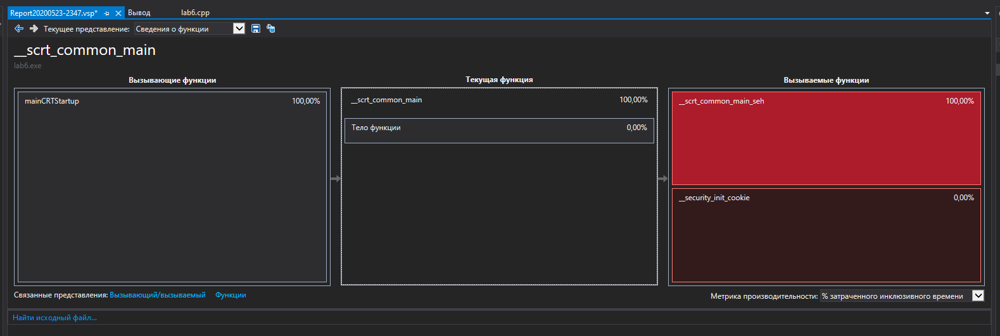 Report20200523-2347.vsp* Вывод lab6.cpp
Текущее представление: Сведения о функции
__scrt_common_main
lab6.exe
Вызывающие функции Текущая функция Вызываемые функции
mainCRTStartup 100,00% __scrt_common_main 100,00% __scrt_common_main_seh 100,00%
Тело функции 0,00%
__security_init_cookie 0,00%
Связанные представления: Вызывающий/вызываемый Функции Метрика производительности: % затраченного инклюзивного времени
Найти исходный файл...